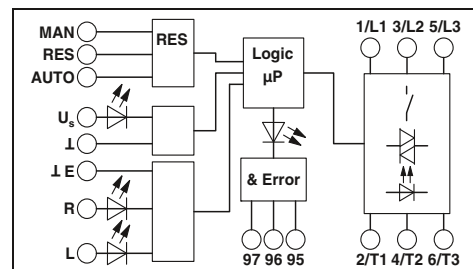 MAN
RES
AUTO
RES
Us
⊥
⊥ E
R
L
Logic
µP
& Error
97 96 95
1/L1 3/L2 5/L3
2/T1 4/T2 6/T3